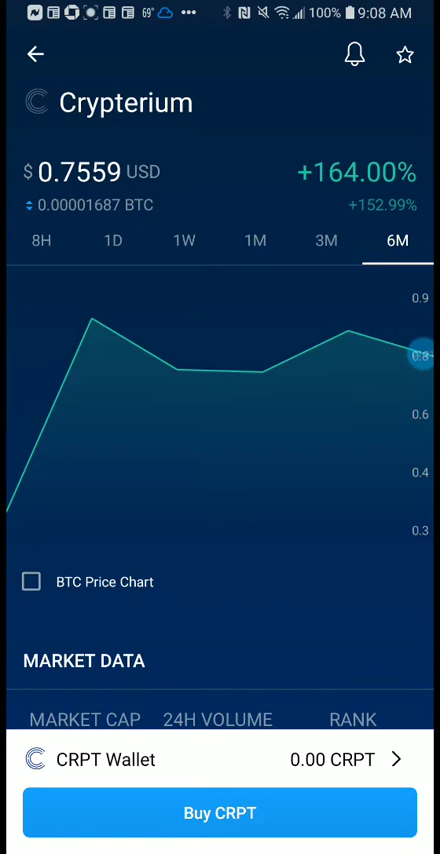 69° 100% 9:08 AM
Crypterium
$ 0.7559 USD +164.00%
0.00001687 BTC +152.99%
8H 1D 1W 1M 3M 6M
0.9
0.8
0.6
0.4
0.3
BTC Price Chart
MARKET DATA
MARKET CAP 24H VOLUME RANK
CRPT Wallet 0.00 CRPT
Buy CRPT